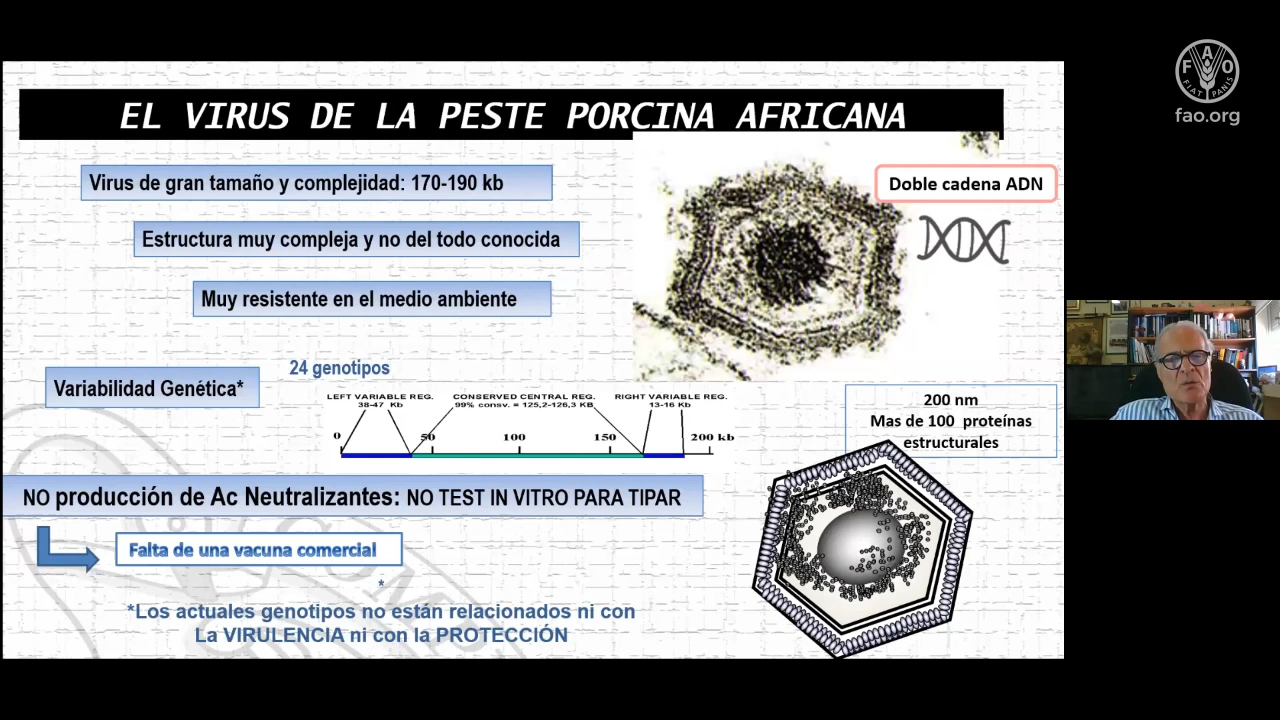 EL VIRUS DE LA PESTE PORCINA AFRICANA
Virus de gran tamaño y complejidad: 170-190 kb
Doble cadena ADN
Estructura muy compleja y no del todo conocida
Muy resistente en el medio ambiente
24 genotipos
Variabilidad Genética*
LEFT VARIABLE REG.
38-47 Kb
CONSERVED CENTRAL REG.
99% consv. = 125,2-126,3 KB
RIGHT VARIABLE REG.
13-16 Kb
0 50 100 150 200 kb
200 nm
Mas de 100 proteínas
estructurales
NO producción de Ac Neutralizantes: NO TEST IN VITRO PARA TIPAR
Falta de una vacuna comercial
*
*Los actuales genotipos no están relacionados ni con
La VIRULENCIA ni con la PROTECCIÓN
F A O
FIAT PANIS
fao.org